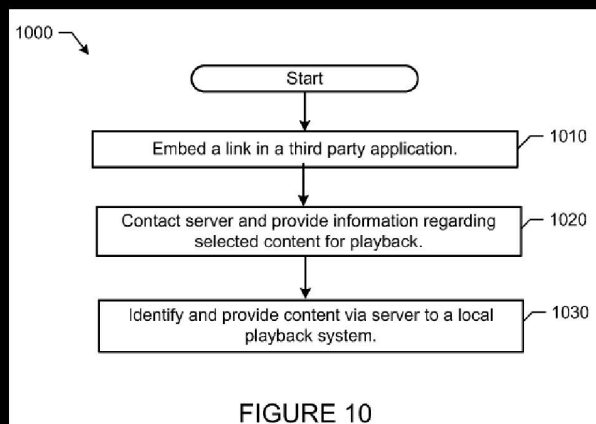 1000
Start
Embed a link in a third party application.
1010
Contact server and provide information regarding
selected content for playback.
1020
Identify and provide content via server to a local
playback system.
1030
FIGURE 10